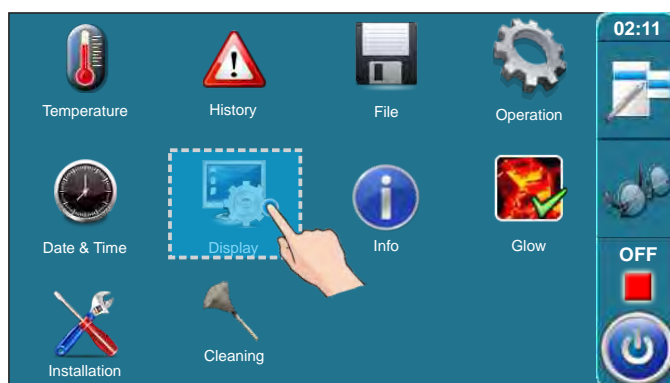 02:11
Temperature
History
File
Operation
Date & Time
Display
Info
Glow
OFF
Installation
Cleaning